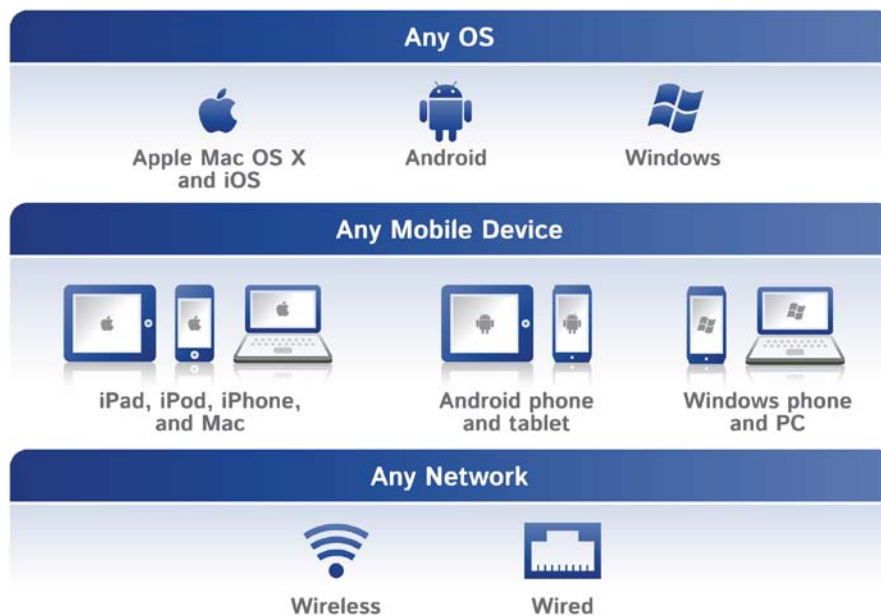 Any OS
Apple Mac OS X
and iOS
Android
Windows
Any Mobile Device
iPad, iPod, iPhone,
and Mac
Android phone
and tablet
Windows phone
and PC
Any Network
Wireless
Wired